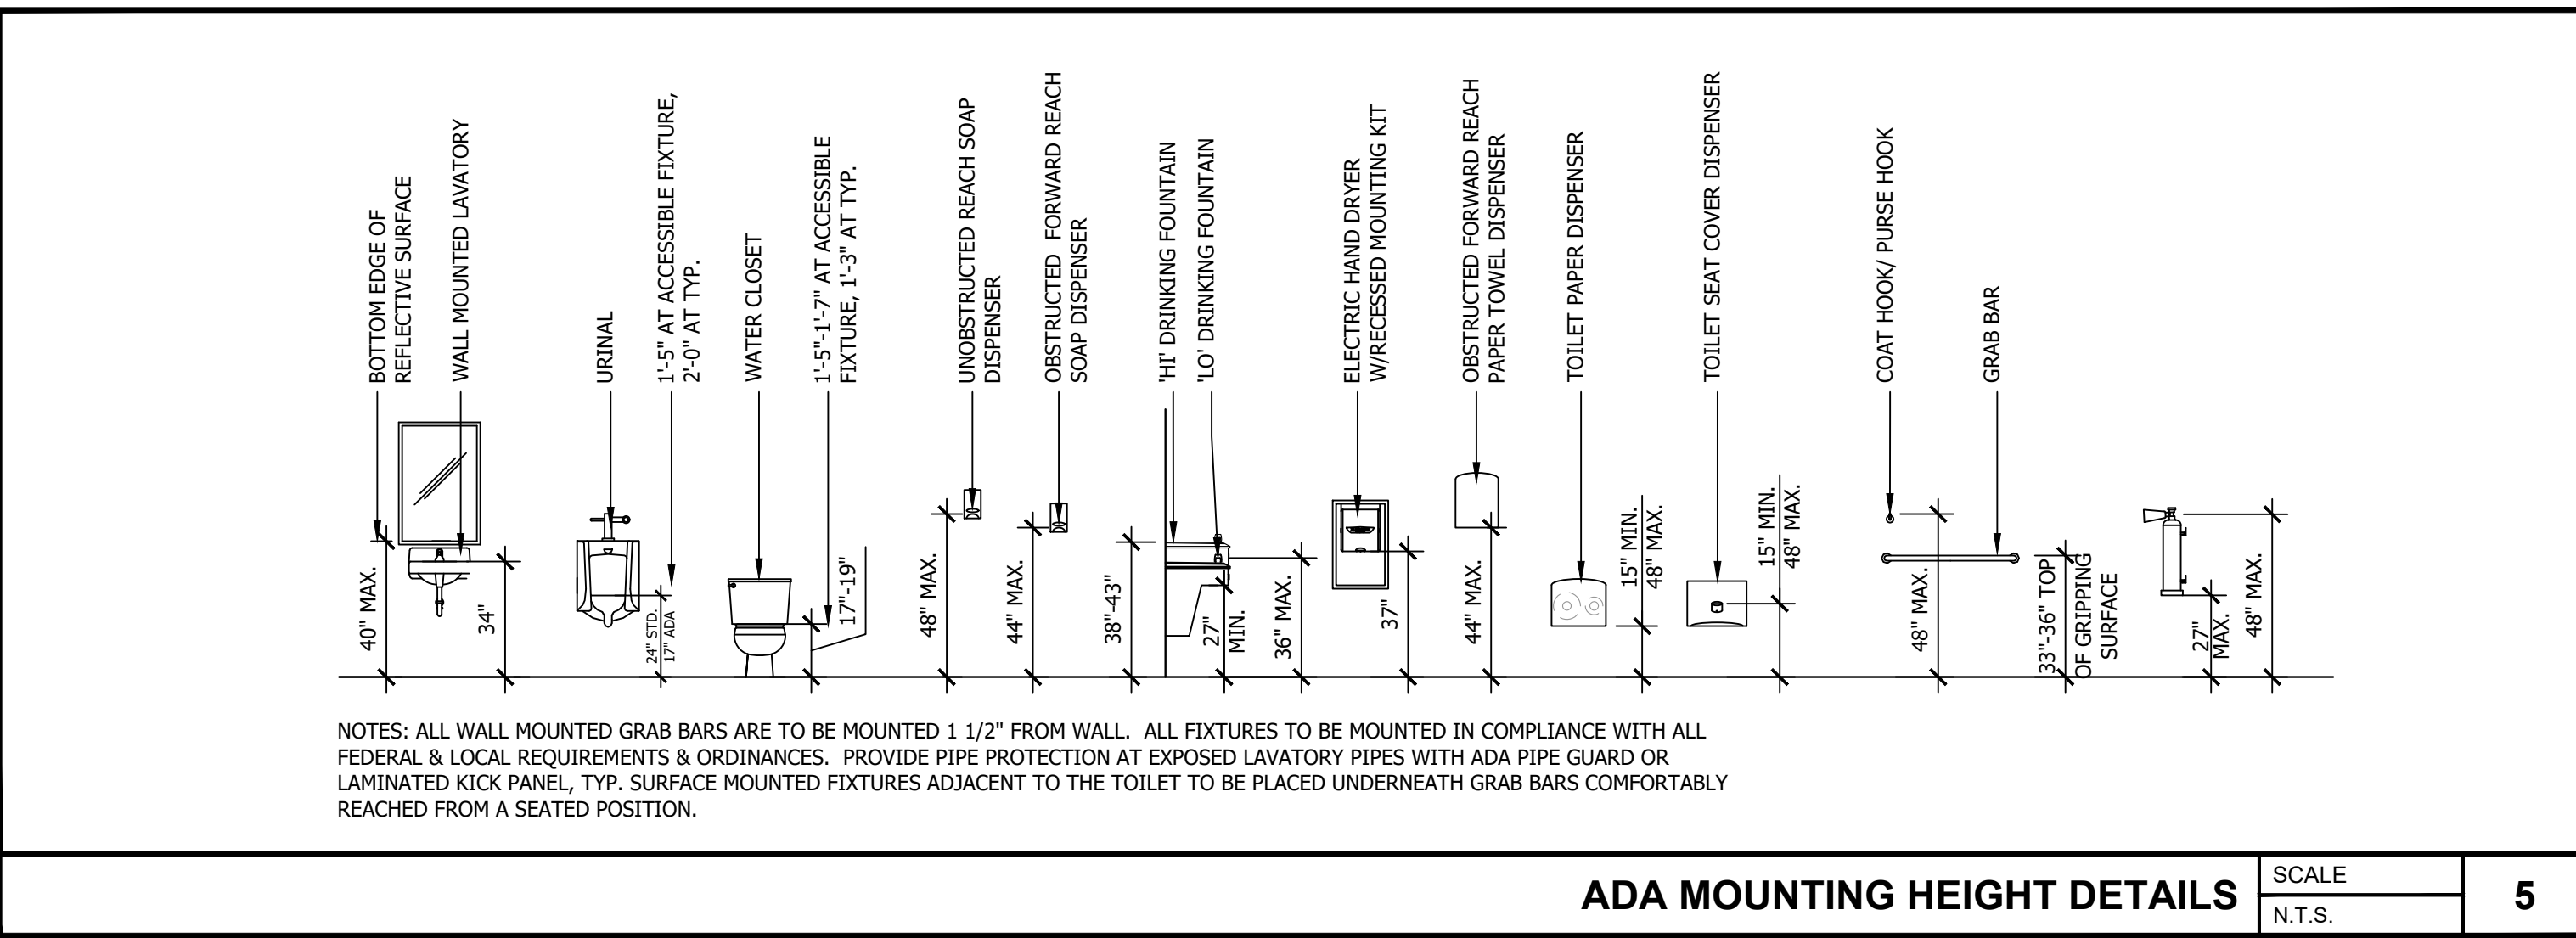 BOTTOM EDGE OF
REFLECTIVE SURFACE
WALL MOUNTED LAVATORY
URINAL
1'-5" AT ACCESSIBLE FIXTURE,
2'-0" AT TYP.
WATER CLOSET
1'-5"-1'-7" AT ACCESSIBLE
FIXTURE, 1'-3" AT TYP.
UNOBSTRUCTED REACH SOAP
DISPENSER
OBSTRUCTED FORWARD REACH
SOAP DISPENSER
'HI' DRINKING FOUNTAIN
'LO' DRINKING FOUNTAIN
ELECTRIC HAND DRYER
W/RECESSED MOUNTING KIT
OBSTRUCTED FORWARD REACH
PAPER TOWEL DISPENSER
TOILET PAPER DISPENSER
TOILET SEAT COVER DISPENSER
COAT HOOK/ PURSE HOOK
GRAB BAR
40" MAX.
34"
24" STD.
17" ADA
17"-19"
48" MAX.
44" MAX.
38"-43"
27"
MIN.
36" MAX.
37"
44" MAX.
15" MIN.
48" MAX.
15" MIN.
48" MAX.
48" MAX.
33"-36" TOP
OF GRIPPING
SURFACE
27"
MAX.
48" MAX.
NOTES: ALL WALL MOUNTED GRAB BARS ARE TO BE MOUNTED 1 1/2" FROM WALL. ALL FIXTURES TO BE MOUNTED IN COMPLIANCE WITH ALL
FEDERAL & LOCAL REQUIREMENTS & ORDINANCES. PROVIDE PIPE PROTECTION AT EXPOSED LAVATORY PIPES WITH ADA PIPE GUARD OR
LAMINATED KICK PANEL, TYP. SURFACE MOUNTED FIXTURES ADJACENT TO THE TOILET TO BE PLACED UNDERNEATH GRAB BARS COMFORTABLY
REACHED FROM A SEATED POSITION.
ADA MOUNTING HEIGHT DETAILS
SCALE
N.T.S.
5